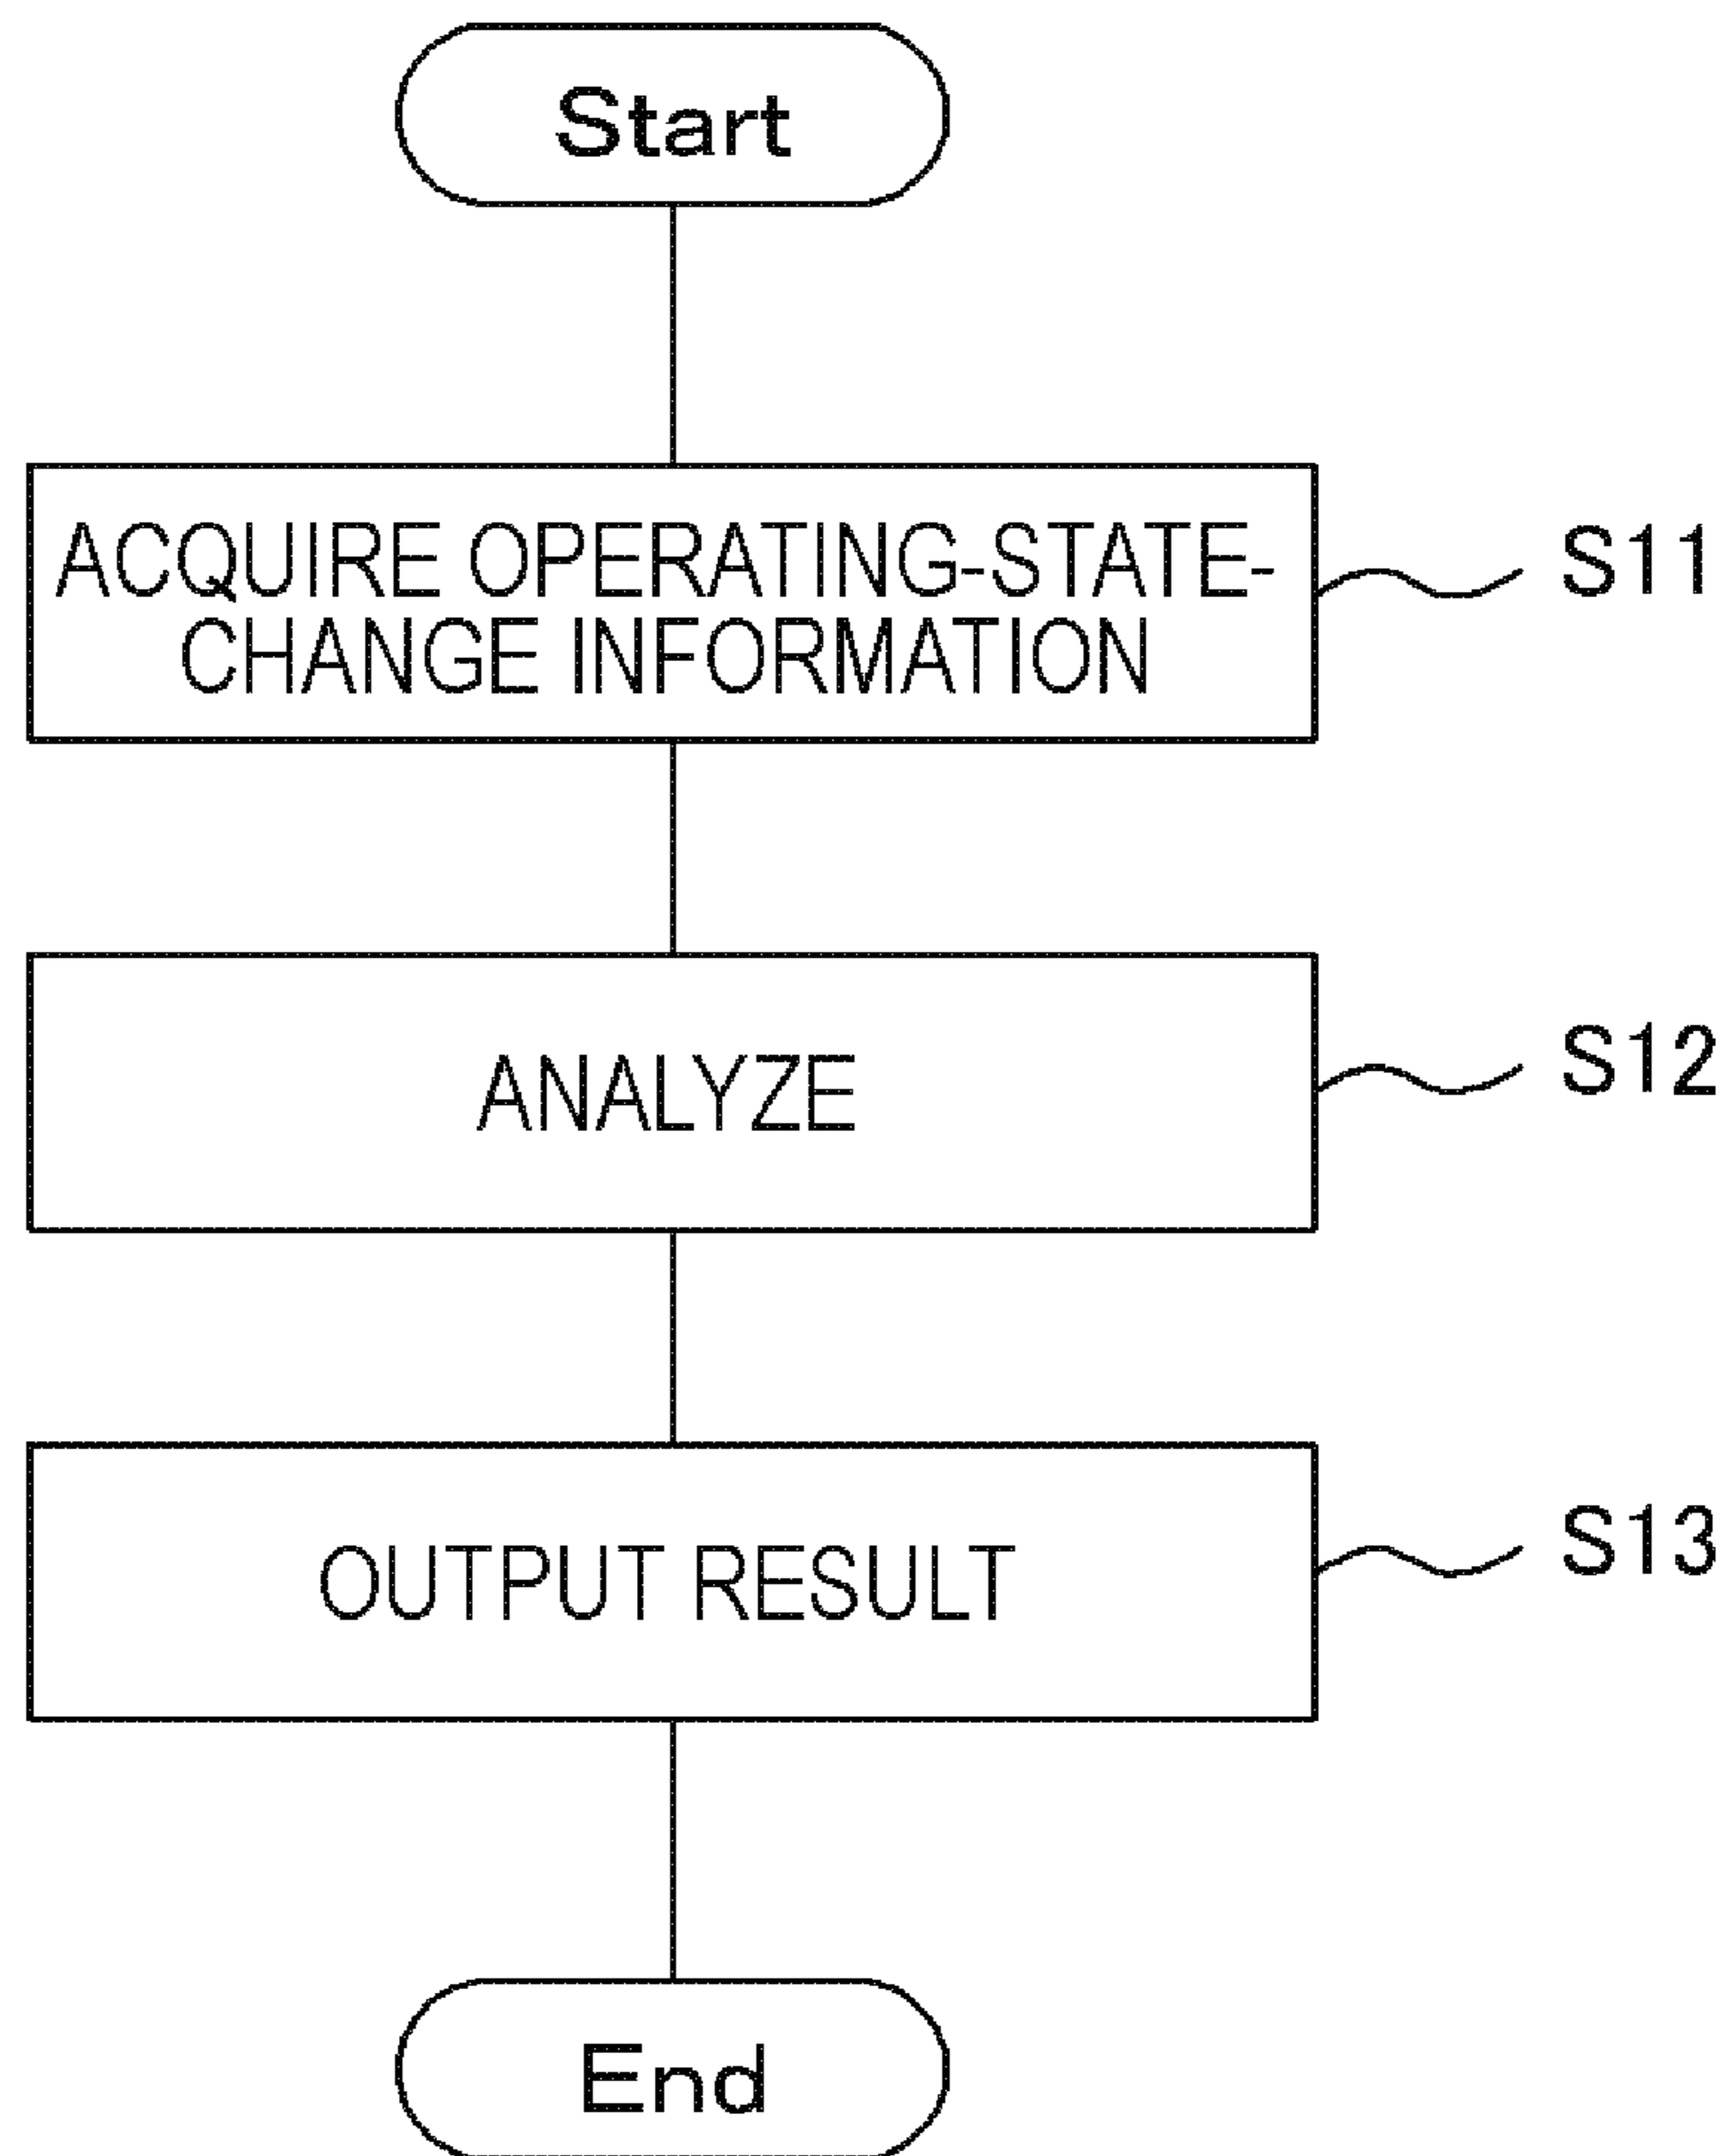 Start
ACQUIRE OPERATING-STATE-
CHANGE INFORMATION
S11
ANALYZE
S12
OUTPUT RESULT
S13
End